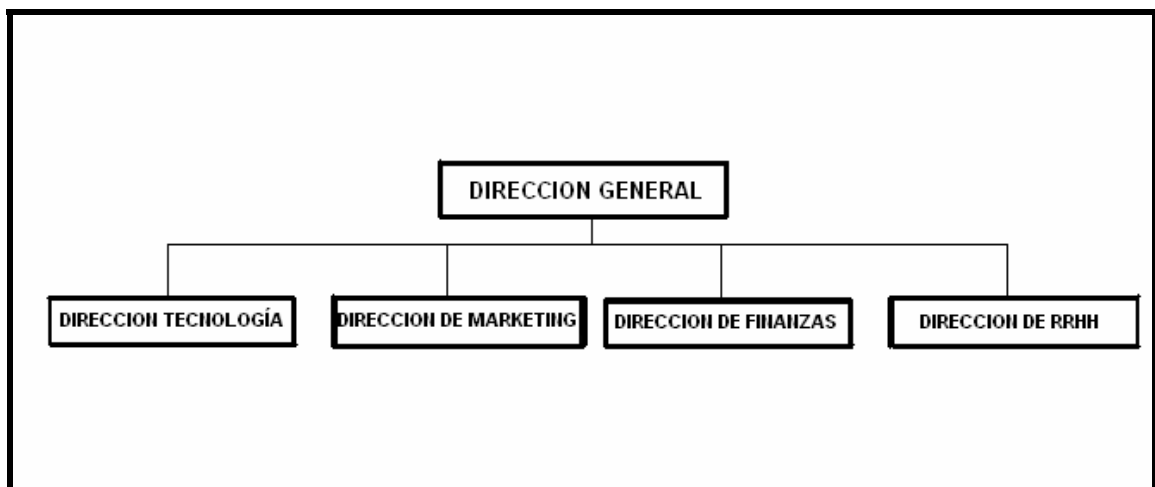 DIRECCION GENERAL
DIRECCION TECNOLOGÍA
DIRECCION DE MARKETING
DIRECCION DE FINANZAS
DIRECCION DE RRHH